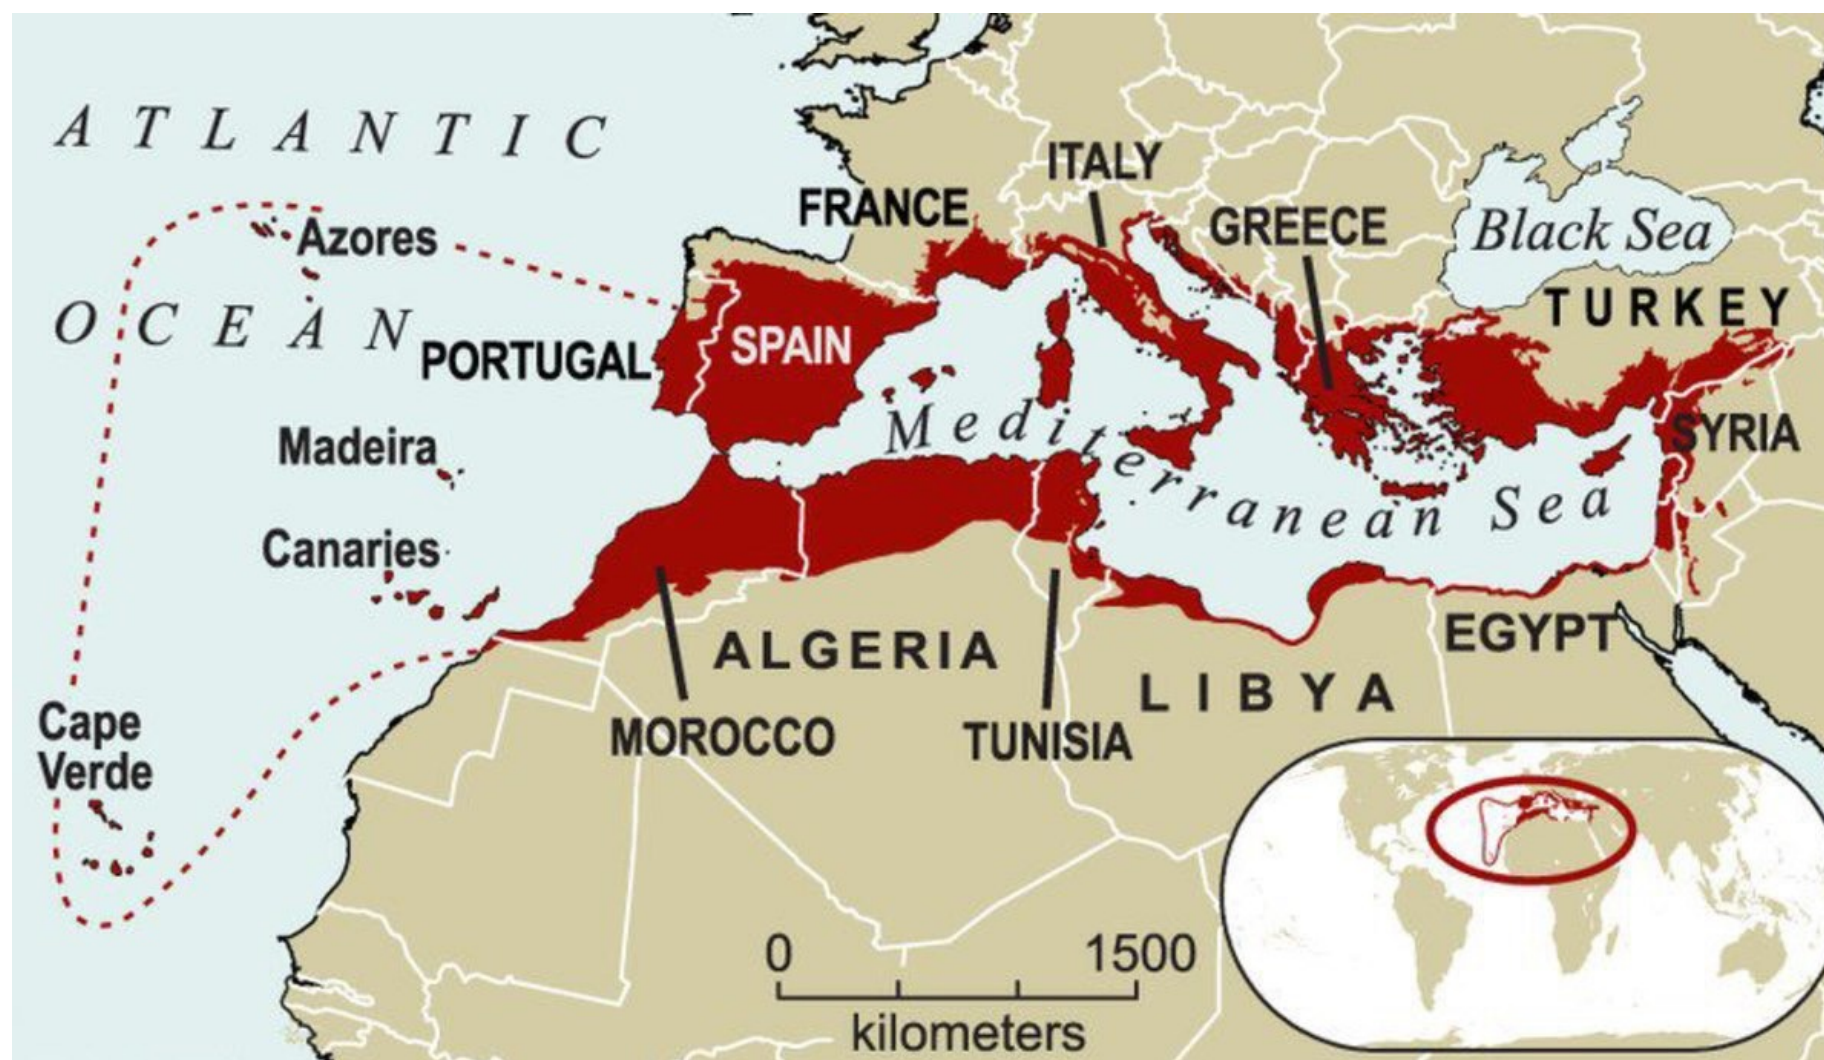 ATLANTIC
OCEAN
Azores
Madeira
Canaries
Cape
Verde
PORTUGAL
SPAIN
FRANCE
ITALY
GREECE
Black Sea
TURKEY
SYRIA
Mediterranean Sea
MOROCCO
ALGERIA
TUNISIA
LIBYA
EGYPT
0 1500
kilometers